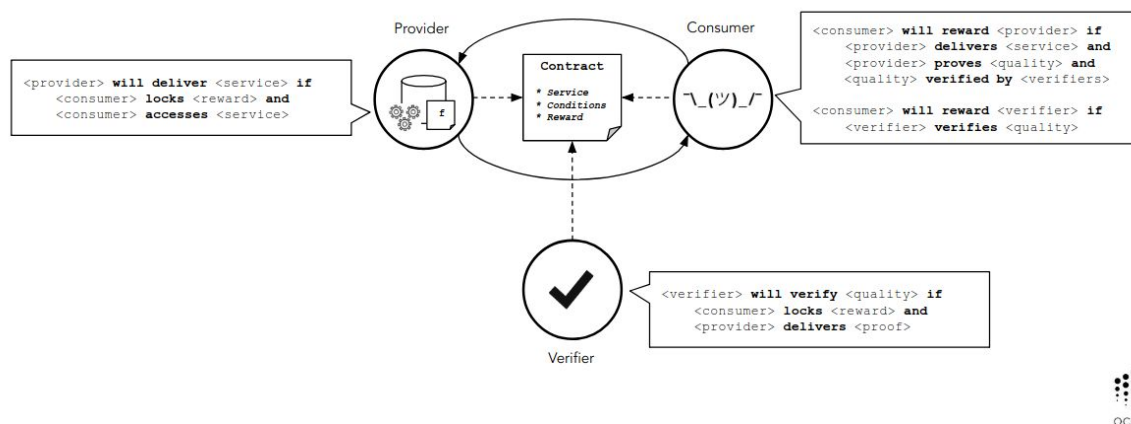 Provider
Consumer
<provider> will deliver <service> if
<consumer> locks <reward> and
<consumer> accesses <service>
f
Contract
* Service
* Conditions
* Reward
¯\_(ツ)_/¯
<consumer> will reward <provider> if
<provider> delivers <service> and
<provider> proves <quality> and
<quality> verified by <verifiers>
<consumer> will reward <verifier> if
<verifier> verifies <quality>
<verifier> will verify <quality> if
<consumer> locks <reward> and
<provider> delivers <proof>
Verifier